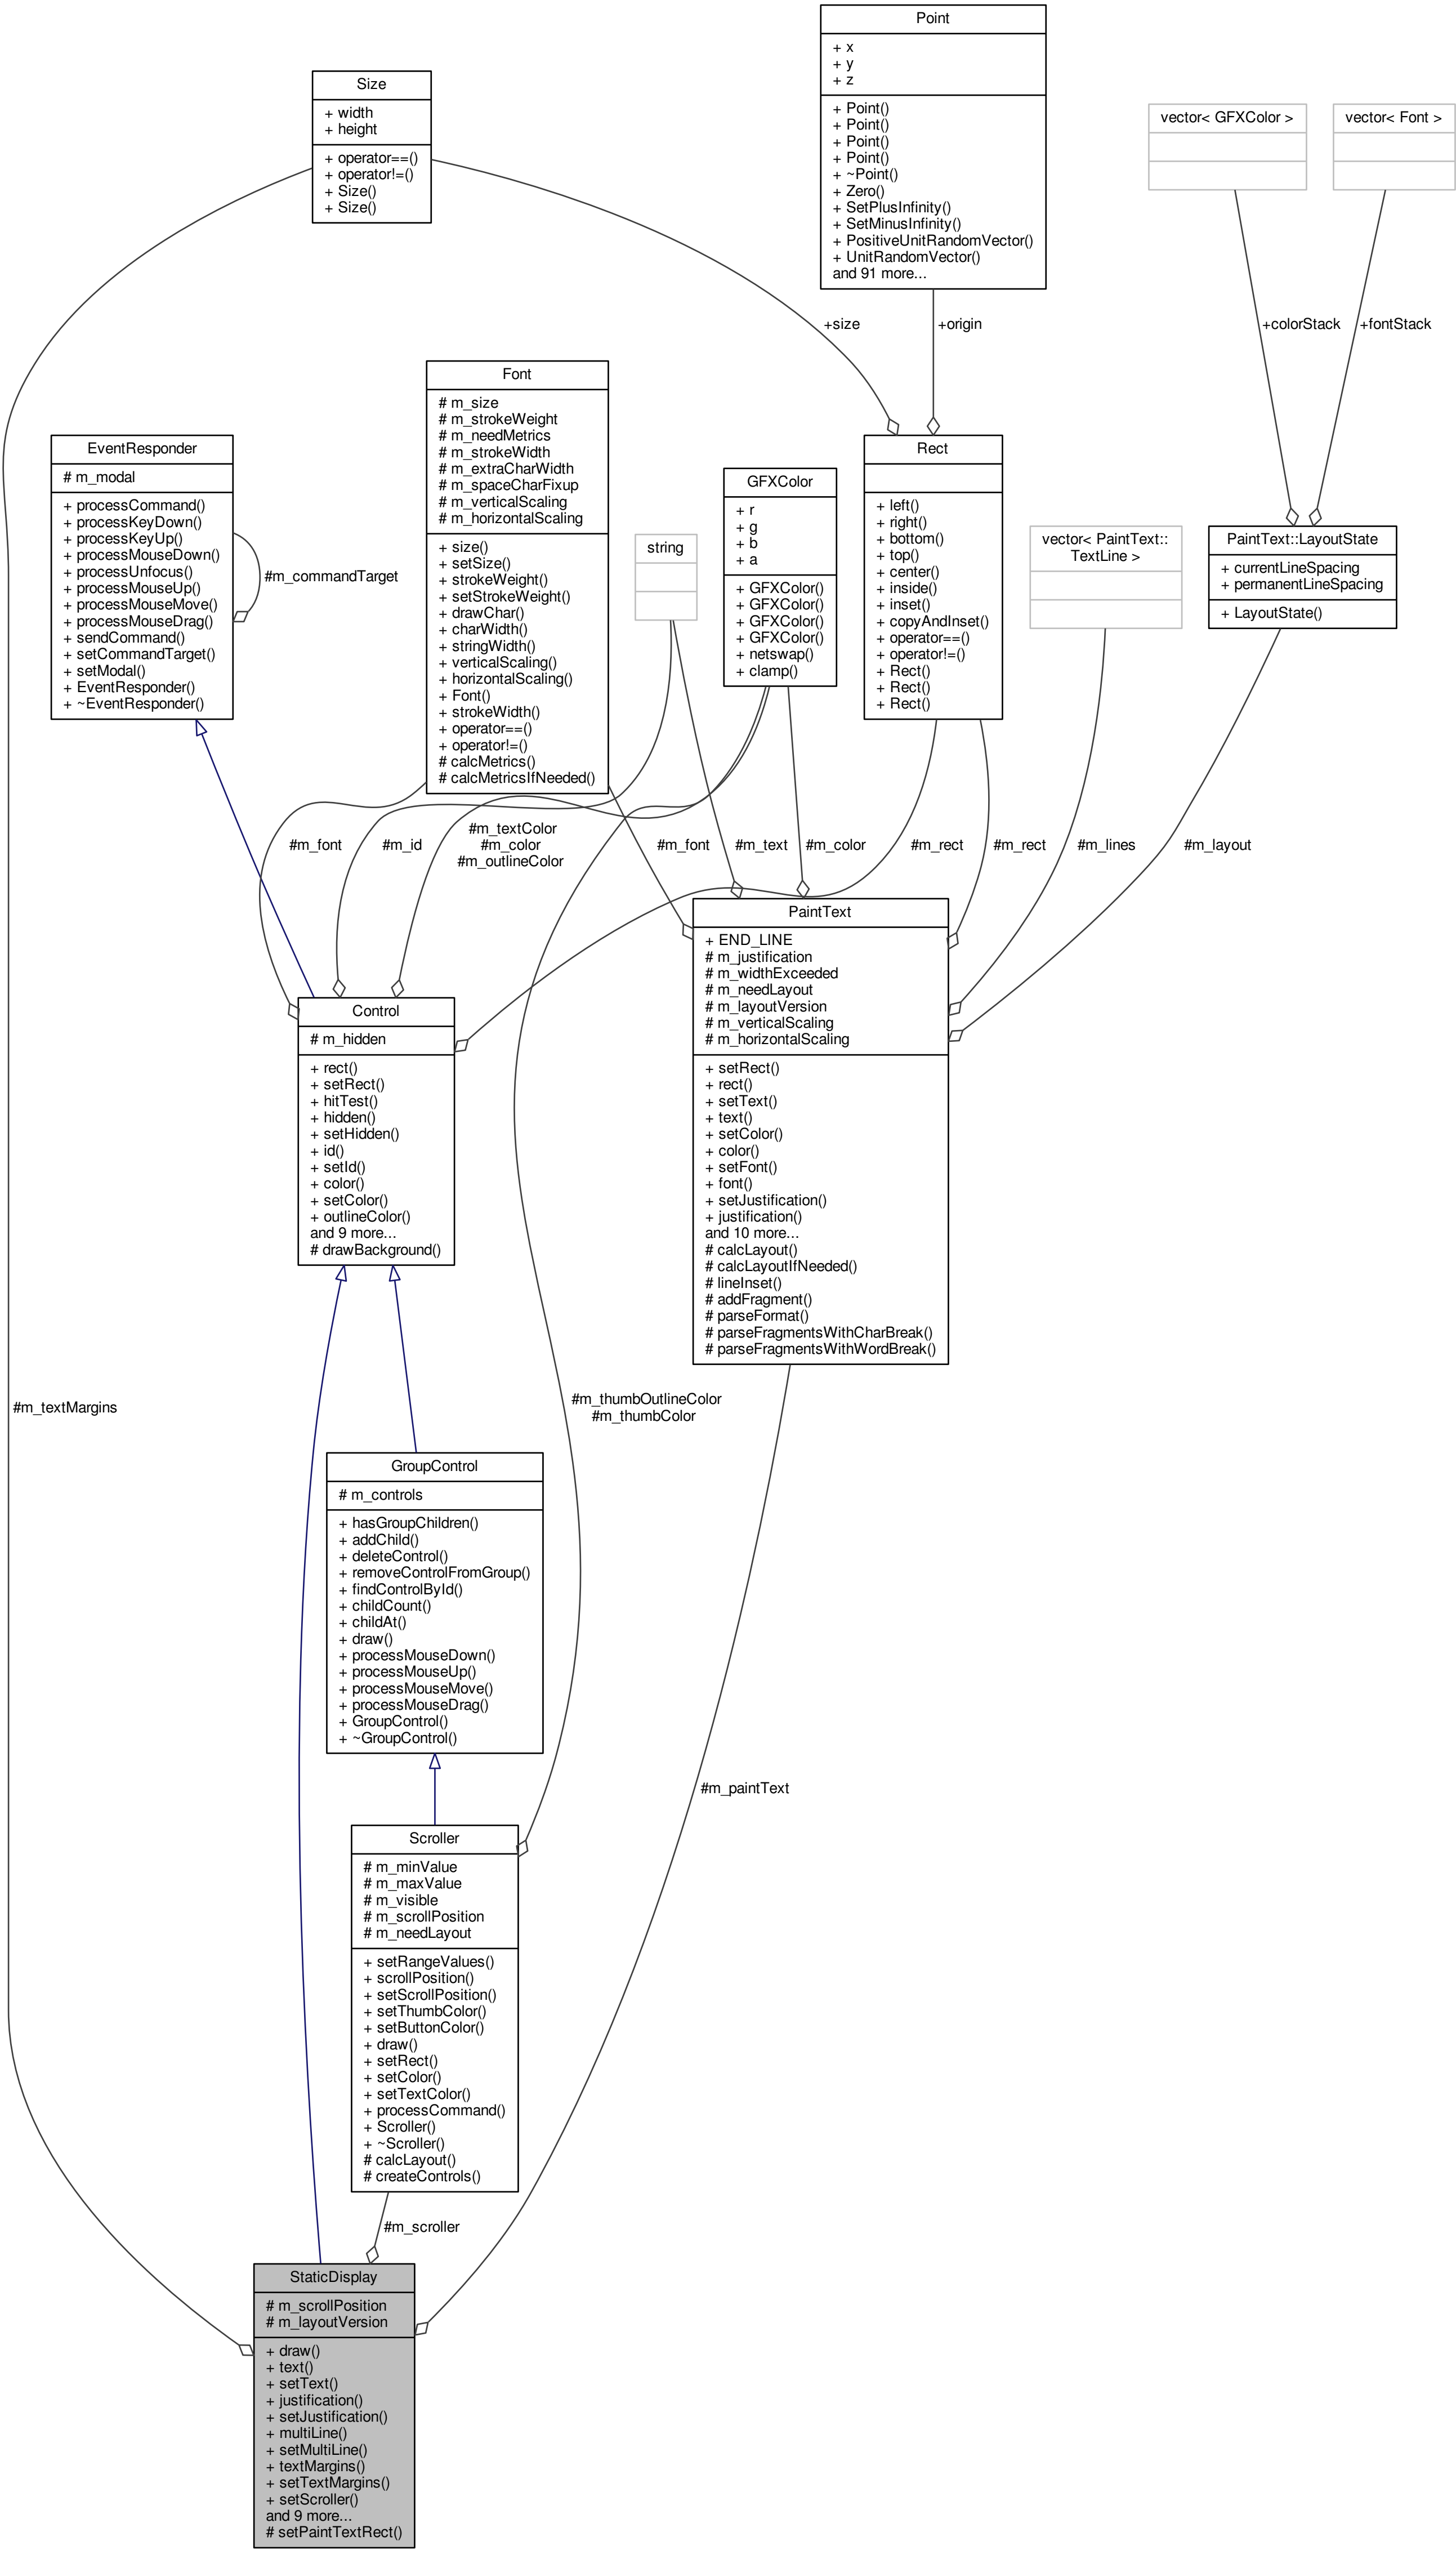 Point
+ x
+ y
+ z
+ Point()
+ Point()
+ Point()
+ Point()
+ ~Point()
+ Zero()
+ SetPlusInfinity()
+ SetMinusInfinity()
+ PositiveUnitRandomVector()
+ UnitRandomVector()
and 91 more...
Size
+ width
+ height
+ operator==()
+ operator!=()
+ Size()
+ Size()
vector< GFXColor >
vector< Font >
+size
+origin
+colorStack
+fontStack
Font
# m_size
# m_strokeWeight
# m_needMetrics
# m_strokeWidth
# m_extraCharWidth
# m_spaceCharFixup
# m_verticalScaling
# m_horizontalScaling
+ size()
+ setSize()
+ strokeWeight()
+ setStrokeWeight()
+ drawChar()
+ charWidth()
+ stringWidth()
+ verticalScaling()
+ horizontalScaling()
+ Font()
+ strokeWidth()
+ operator==()
+ operator!=()
# calcMetrics()
# calcMetricsIfNeeded()
EventResponder
# m_modal
+ processCommand()
+ processKeyDown()
+ processKeyUp()
+ processMouseDown()
+ processUnfocus()
+ processMouseUp()
+ processMouseMove()
+ processMouseDrag()
+ sendCommand()
+ setCommandTarget()
+ setModal()
+ EventResponder()
+ ~EventResponder()
#m_commandTarget
string
GFXColor
+ r
+ g
+ b
+ a
+ GFXColor()
+ GFXColor()
+ GFXColor()
+ GFXColor()
+ netswap()
+ clamp()
Rect
+ left()
+ right()
+ bottom()
+ top()
+ center()
+ inside()
+ inset()
+ copyAndInset()
+ operator==()
+ operator!=()
+ Rect()
+ Rect()
+ Rect()
vector< PaintText::
TextLine >
PaintText::LayoutState
+ currentLineSpacing
+ permanentLineSpacing
+ LayoutState()
#m_font
#m_id
#m_textColor
#m_color
#m_outlineColor
#m_font
#m_text
#m_color
#m_rect
#m_rect
#m_lines
#m_layout
PaintText
+ END_LINE
# m_justification
# m_widthExceeded
# m_needLayout
# m_layoutVersion
# m_verticalScaling
# m_horizontalScaling
+ setRect()
+ rect()
+ setText()
+ text()
+ setColor()
+ color()
+ setFont()
+ font()
+ setJustification()
+ justification()
and 10 more...
# calcLayout()
# calcLayoutIfNeeded()
# lineInset()
# addFragment()
# parseFormat()
# parseFragmentsWithCharBreak()
# parseFragmentsWithWordBreak()
Control
# m_hidden
+ rect()
+ setRect()
+ hitTest()
+ hidden()
+ setHidden()
+ id()
+ setId()
+ color()
+ setColor()
+ outlineColor()
and 9 more...
# drawBackground()
#m_textMargins
#m_thumbOutlineColor
#m_thumbColor
GroupControl
# m_controls
+ hasGroupChildren()
+ addChild()
+ deleteControl()
+ removeControlFromGroup()
+ findControlById()
+ childCount()
+ childAt()
+ draw()
+ processMouseDown()
+ processMouseUp()
+ processMouseMove()
+ processMouseDrag()
+ GroupControl()
+ ~GroupControl()
#m_paintText
Scroller
# m_minValue
# m_maxValue
# m_visible
# m_scrollPosition
# m_needLayout
+ setRangeValues()
+ scrollPosition()
+ setScrollPosition()
+ setThumbColor()
+ setButtonColor()
+ draw()
+ setRect()
+ setColor()
+ setTextColor()
+ processCommand()
+ Scroller()
+ ~Scroller()
# calcLayout()
# createControls()
#m_scroller
StaticDisplay
# m_scrollPosition
# m_layoutVersion
+ draw()
+ text()
+ setText()
+ justification()
+ setJustification()
+ multiLine()
+ setMultiLine()
+ textMargins()
+ setTextMargins()
+ setScroller()
and 9 more...
# setPaintTextRect()